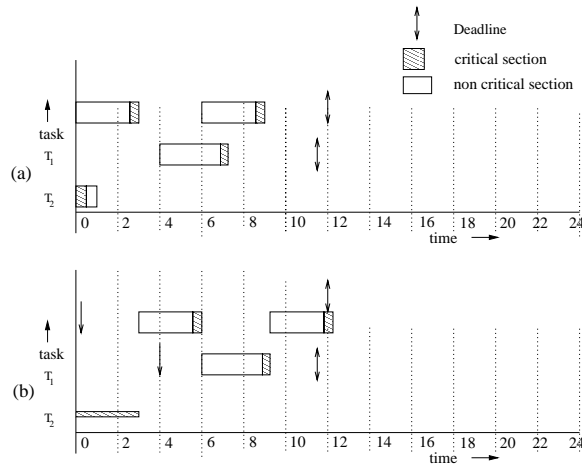 Deadline
critical section
non critical section
task
T1
(a)
T2
0 2 4 6 8 10 12 14 16 18 20 22 24
time
task
T1
(b)
T2
0 2 4 6 8 10 12 14 16 18 20 22 24
time